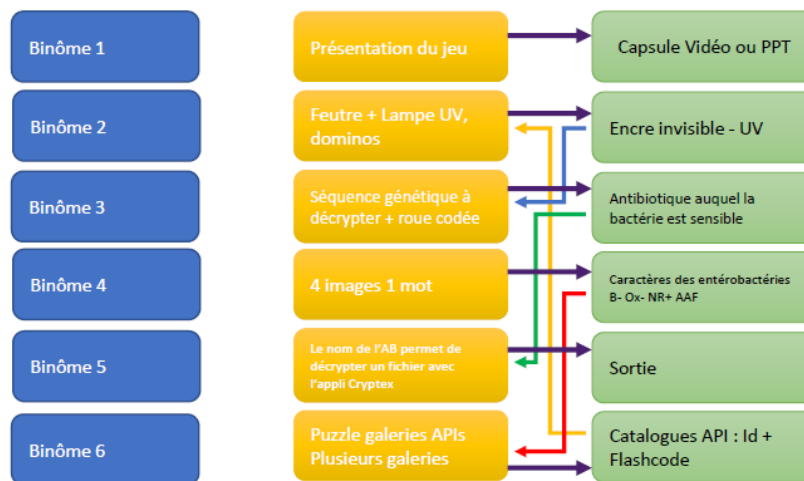 Binôme 1
Présentation du jeu
Capsule Vidéo ou PPT
Binôme 2
Feutre + Lampe UV,
dominos
Encre invisible - UV
Binôme 3
Séquence génétique à
décrypter + roue codée
Antibiotique auquel la
bactérie est sensible
Binôme 4
4 images 1 mot
Caractères des entérobactéries
B- Ox- NR+ AAF
Binôme 5
Le nom de l'AB permet de
décrypter un fichier avec
l'appli Cryptex
Sortie
Binôme 6
Puzzle galeries APIs
Plusieurs galeries
Catalogues API : Id +
Flashcode